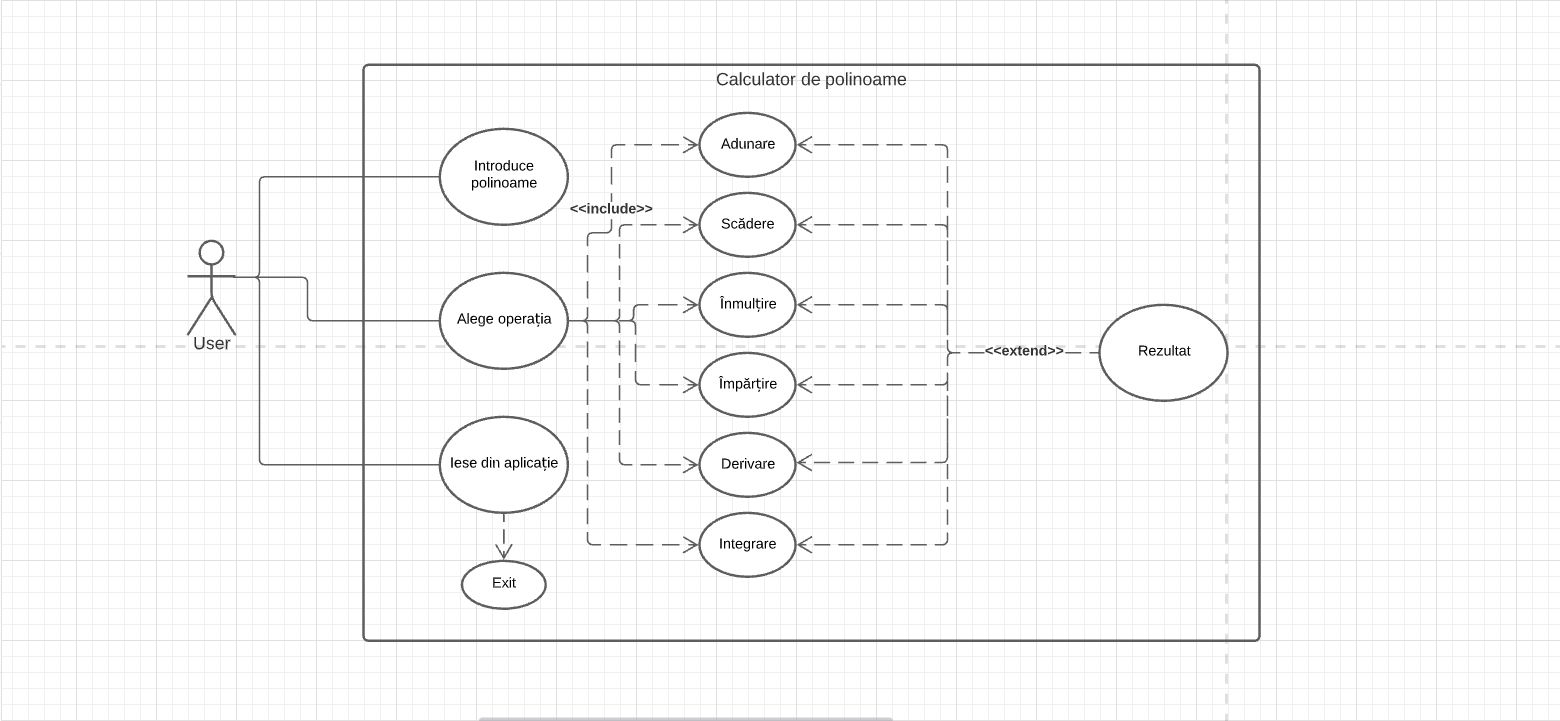 Calculator de polinoame
Introduce
polinoame
Adunare
<<include>>
Scădere
Înmulțire
Alege operația
User
Împărțire
<<extend>>
Rezultat
Iese din aplicație
Derivare
Integrare
Exit